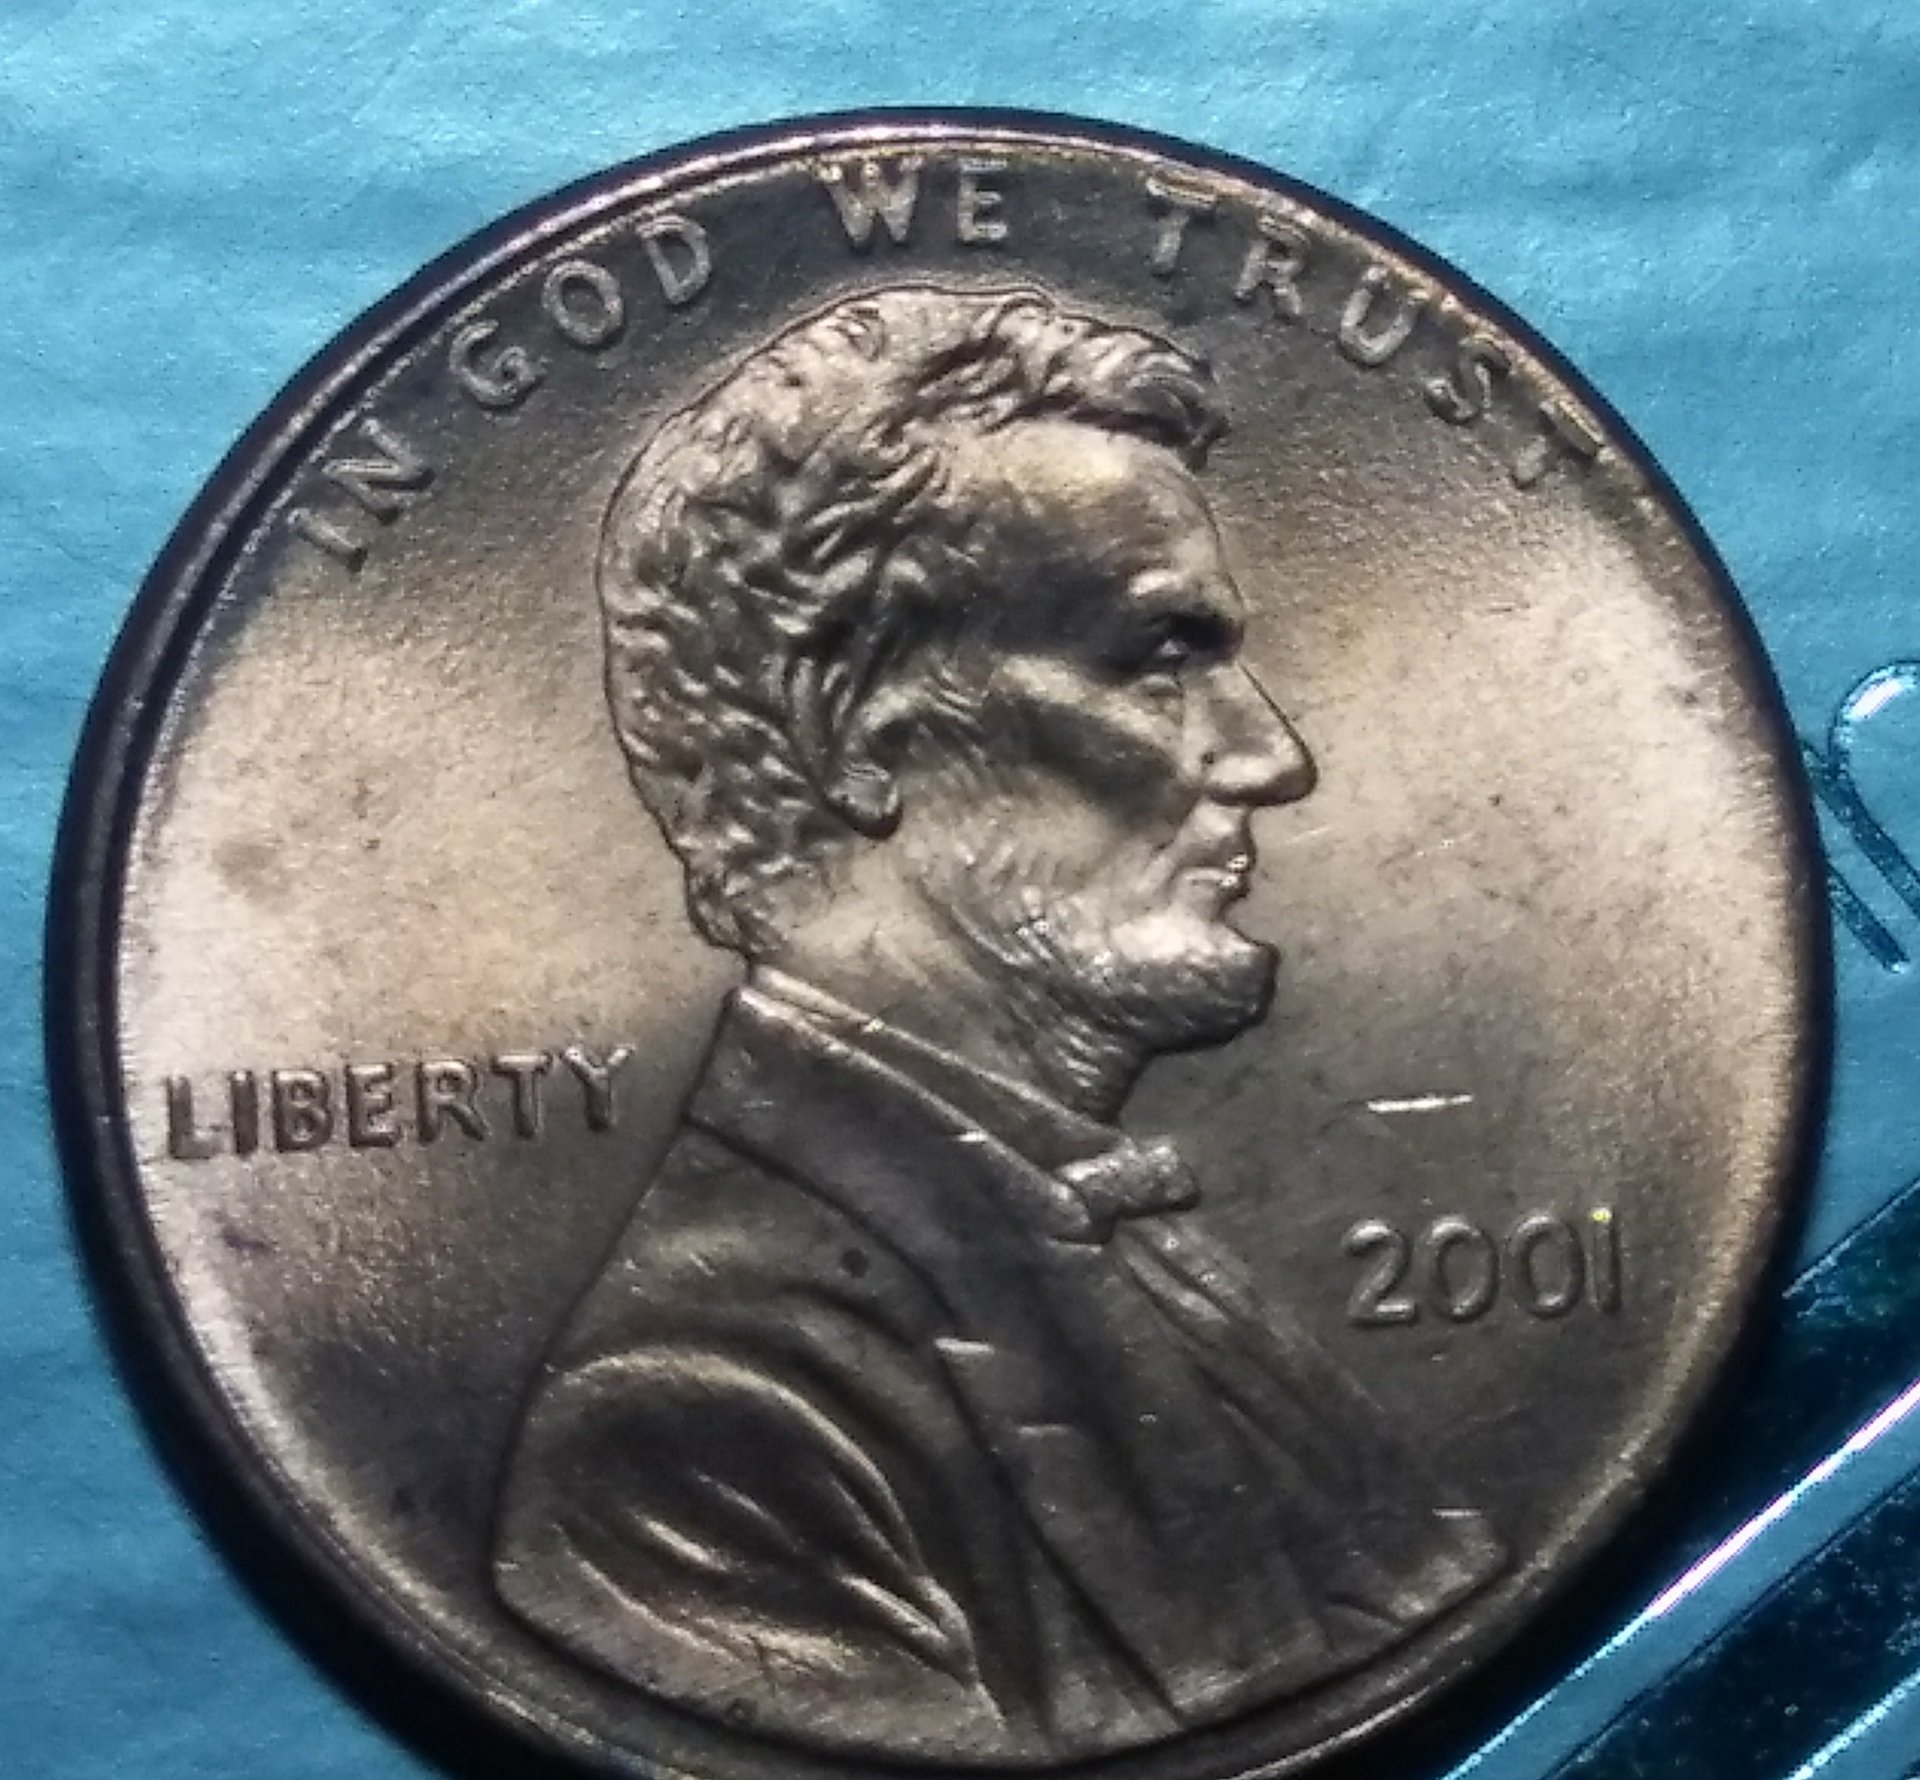 IN GOD WE TRUST
LIBERTY
2001